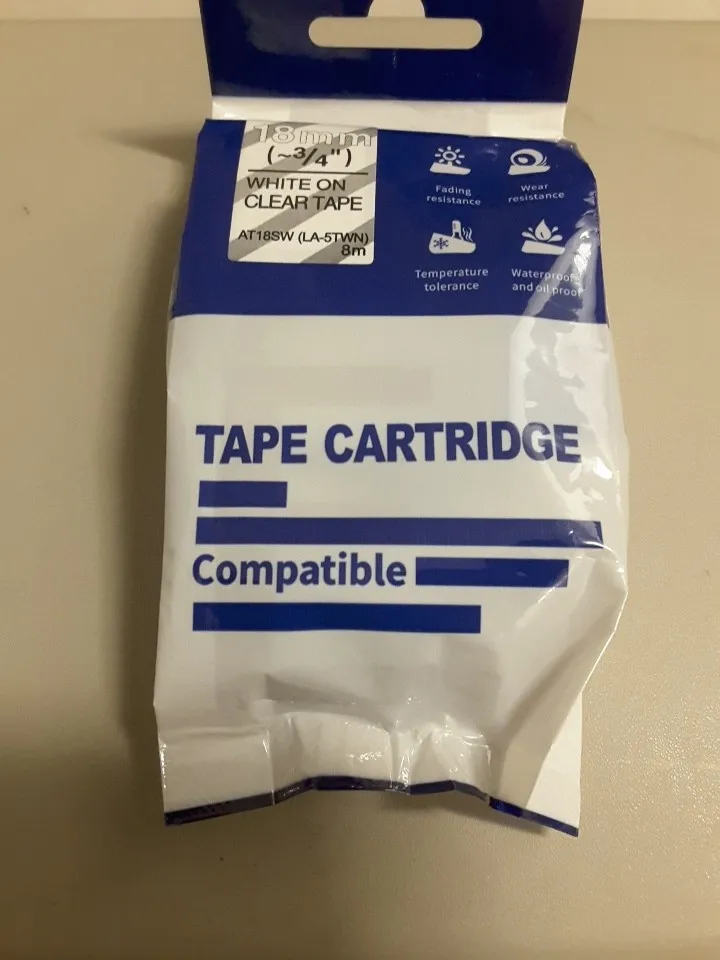 18mm
(~3/4")
WHITE ON
CLEAR TAPE
AT18SW (LA-5TWN)
8m
Fading
resistance
Wear
resistance
Temperature
tolerance
Waterproof
and oil proof
TAPE CARTRIDGE
Compatible